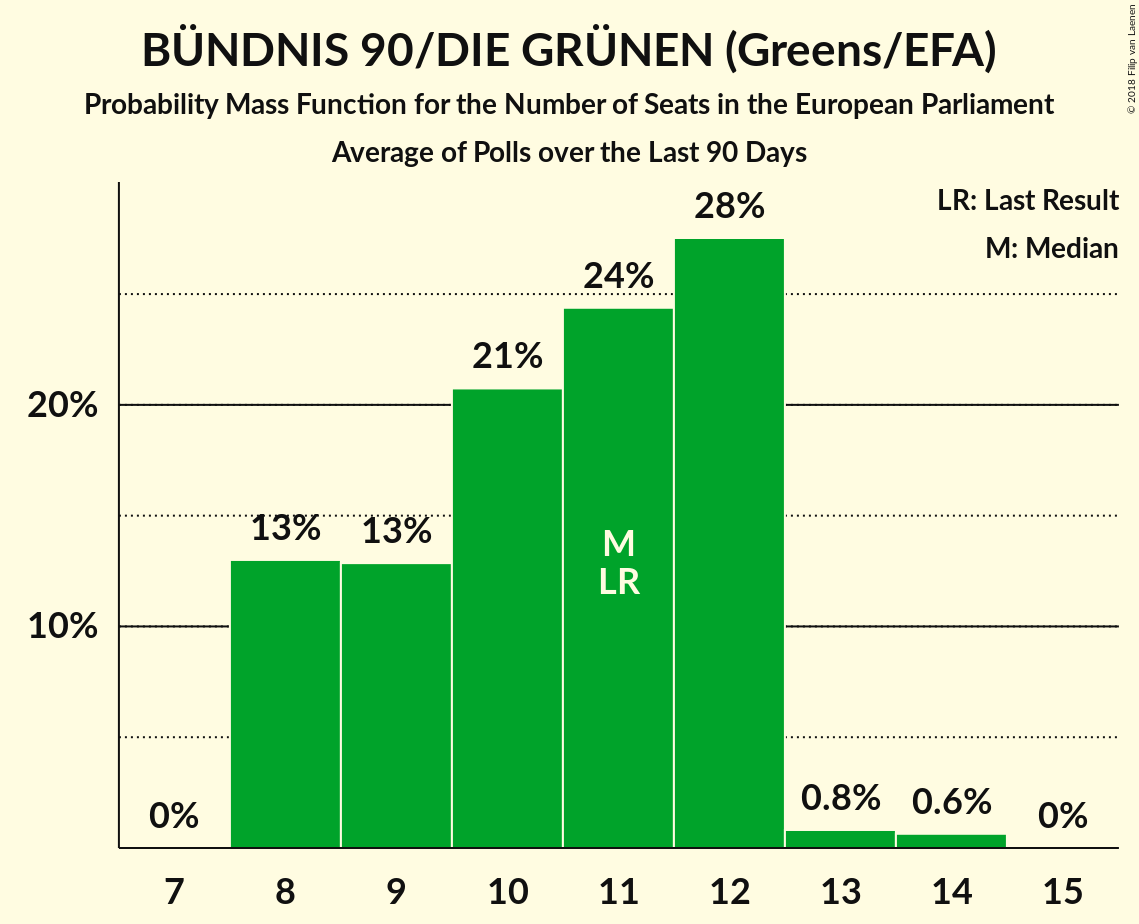 BÜNDNIS 90/DIE GRÜNEN (Greens/EFA)
Probability Mass Function for the Number of Seats in the European Parliament
Average of Polls over the Last 90 Days
© 2018 Filip van Laenen
LR: Last Result
M: Median
28%
24%
21%
20%
13%
13%
M
LR
10%
0%
0.8%
0.6%
0%
7 8 9 10 11 12 13 14 15